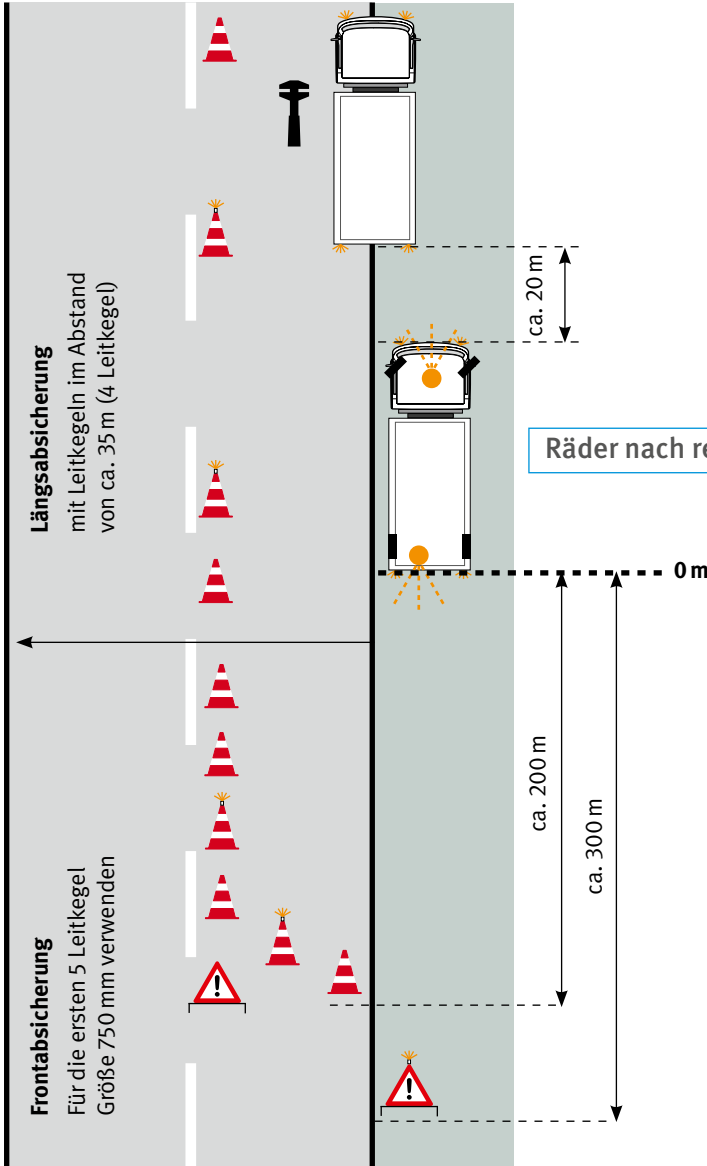 Längsabsicherung
mit Leitkegeln im Abstand
von ca. 35 m (4 Leitkegel)
ca. 20 m
Räder nach re
0 m
ca. 200 m
ca. 300 m
Frontabsicherung
Für die ersten 5 Leitkegel
Größe 750 mm verwenden